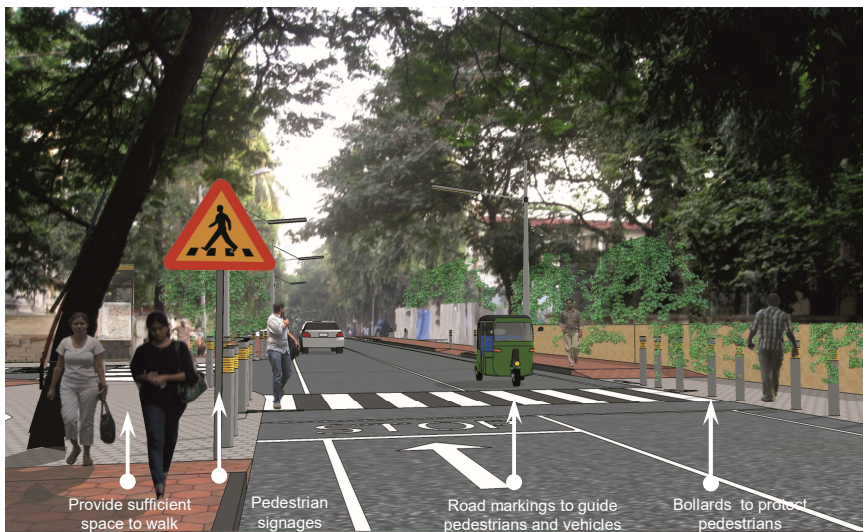 STOP
Provide sufficient
space to walk
Pedestrian
signages
Road markings to guide
pedestrians and vehicles
Bollards to protect
pedestrians